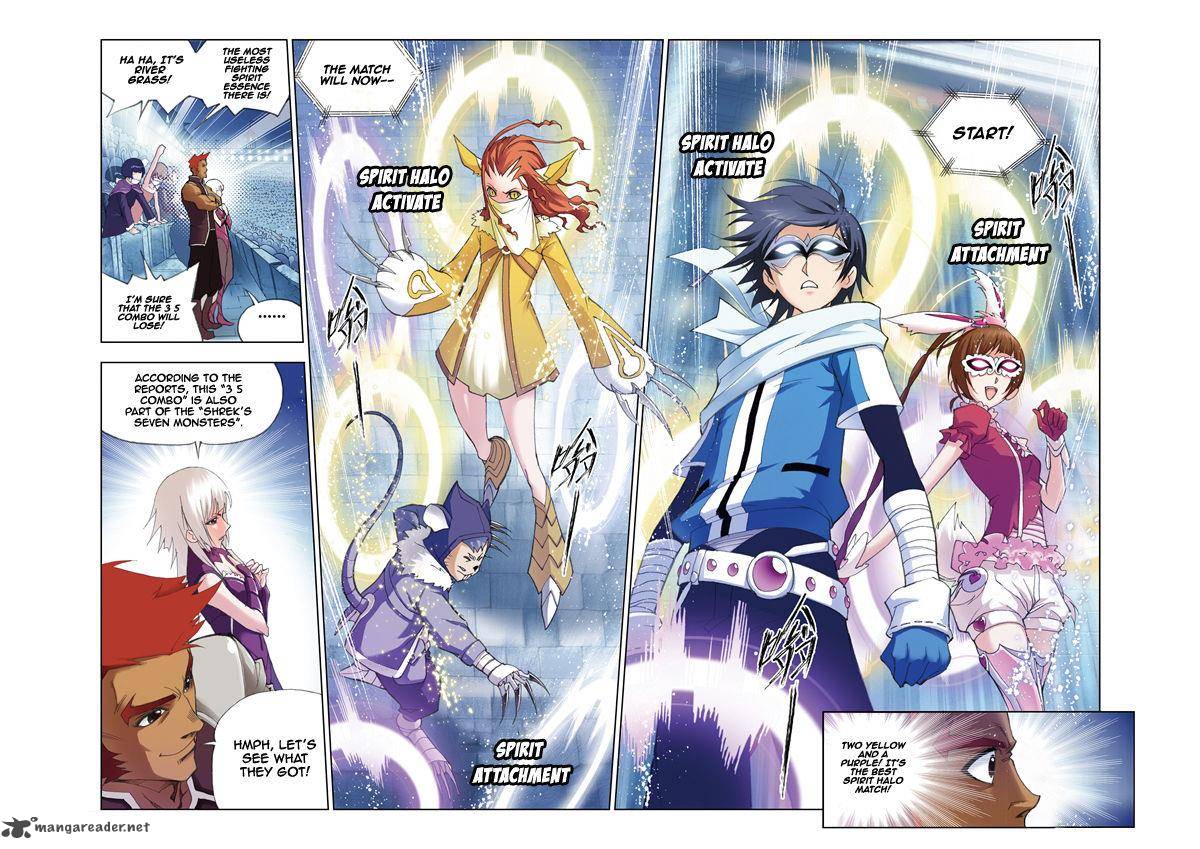 HA HA, IT'S
RIVER
GRASS!
THE MOST
USELESS
FIGHTING
SPIRIT
ESSENCE
THERE IS!
I'M SURE
THAT THE 3 5
COMBO WILL
LOSE!
......
ACCORDING TO THE
REPORTS, THIS "3 5
COMBO" IS ALSO
PART OF THE "SHREK'S
SEVEN MONSTERS".
HMPH, LET'S
SEE WHAT
THEY GOT!
THE MATCH
WILL NOW--
SPIRIT HALO
ACTIVATE
SPIRIT
ATTACHMENT
START!
SPIRIT HALO
ACTIVATE
SPIRIT
ATTACHMENT
TWO YELLOW
AND A
PURPLE! IT'S
THE BEST
SPIRIT HALO
MATCH!
mangareader.net